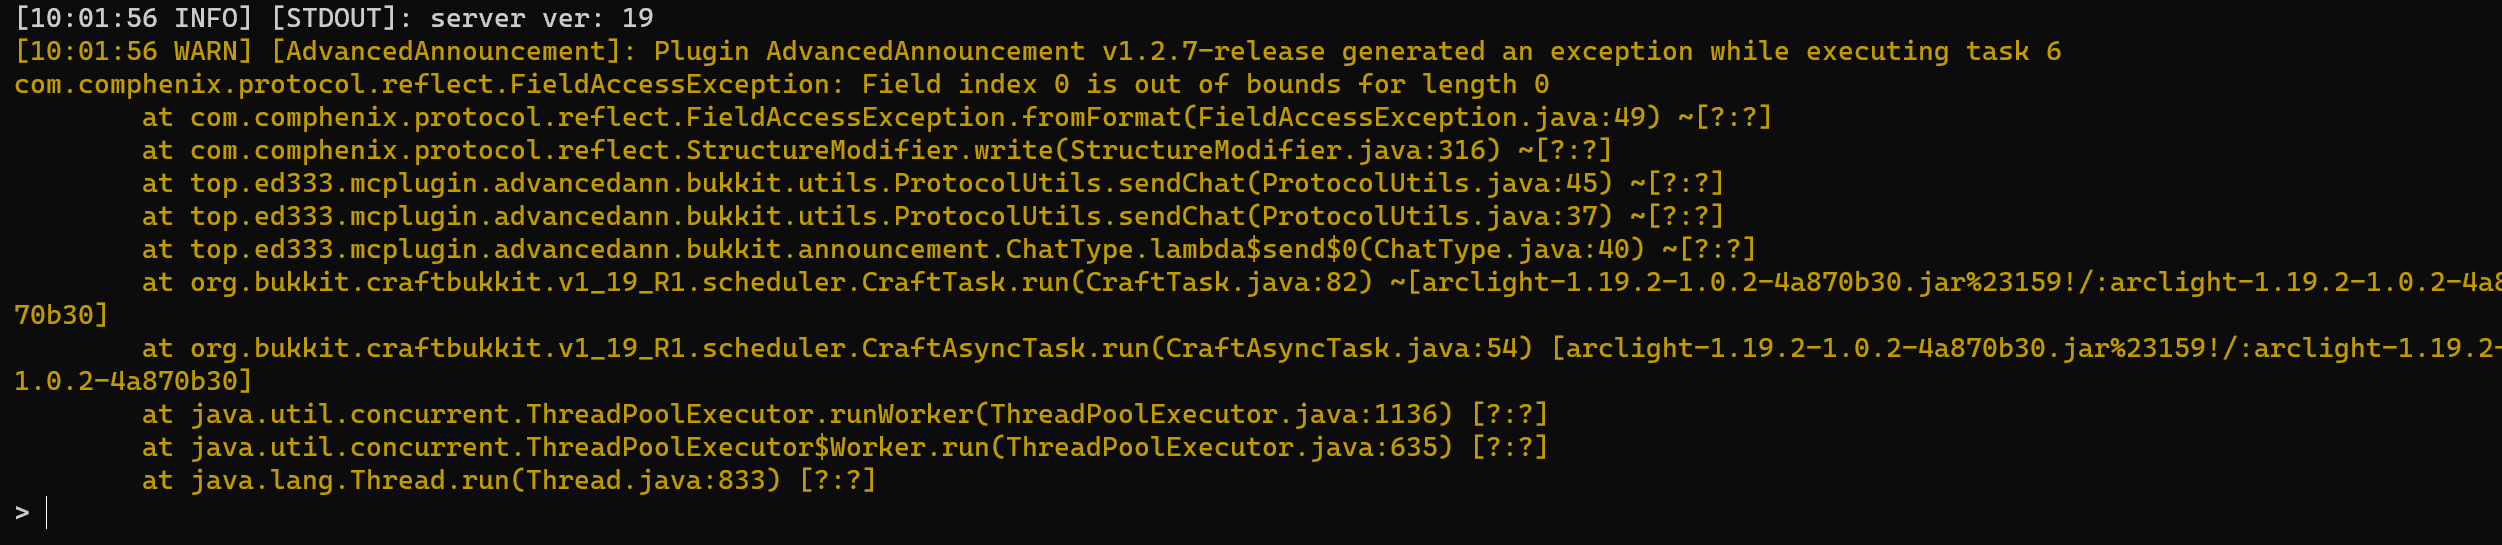 [10:01:56 INFO] [STDOUT]: server ver: 19
[10:01:56 WARN] [AdvancedAnnouncement]: Plugin AdvancedAnnouncement v1.2.7-release generated an exception while executing task 6
com.comphenix.protocol.reflect.FieldAccessException: Field index 0 is out of bounds for length 0
        at com.comphenix.protocol.reflect.FieldAccessException.fromFormat(FieldAccessException.java:49) ~[?:?]
        at com.comphenix.protocol.reflect.StructureModifier.write(StructureModifier.java:316) ~[?:?]
        at top.ed333.mcplugin.advancedann.bukkit.utils.ProtocolUtils.sendChat(ProtocolUtils.java:45) ~[?:?]
        at top.ed333.mcplugin.advancedann.bukkit.utils.ProtocolUtils.sendChat(ProtocolUtils.java:37) ~[?:?]
        at top.ed333.mcplugin.advancedann.bukkit.announcement.ChatType.lambda$send$0(ChatType.java:40) ~[?:?]
        at org.bukkit.craftbukkit.v1_19_R1.scheduler.CraftTask.run(CraftTask.java:82) ~[arclight-1.19.2-1.0.2-4a870b30.jar%23159!/:arclight-1.19.2-1.0.2-4a8
70b30]
        at org.bukkit.craftbukkit.v1_19_R1.scheduler.CraftAsyncTask.run(CraftAsyncTask.java:54) [arclight-1.19.2-1.0.2-4a870b30.jar%23159!/:arclight-1.19.2-
1.0.2-4a870b30]
        at java.util.concurrent.ThreadPoolExecutor.runWorker(ThreadPoolExecutor.java:1136) [?:?]
        at java.util.concurrent.ThreadPoolExecutor$Worker.run(ThreadPoolExecutor.java:635) [?:?]
        at java.lang.Thread.run(Thread.java:833) [?:?]
>